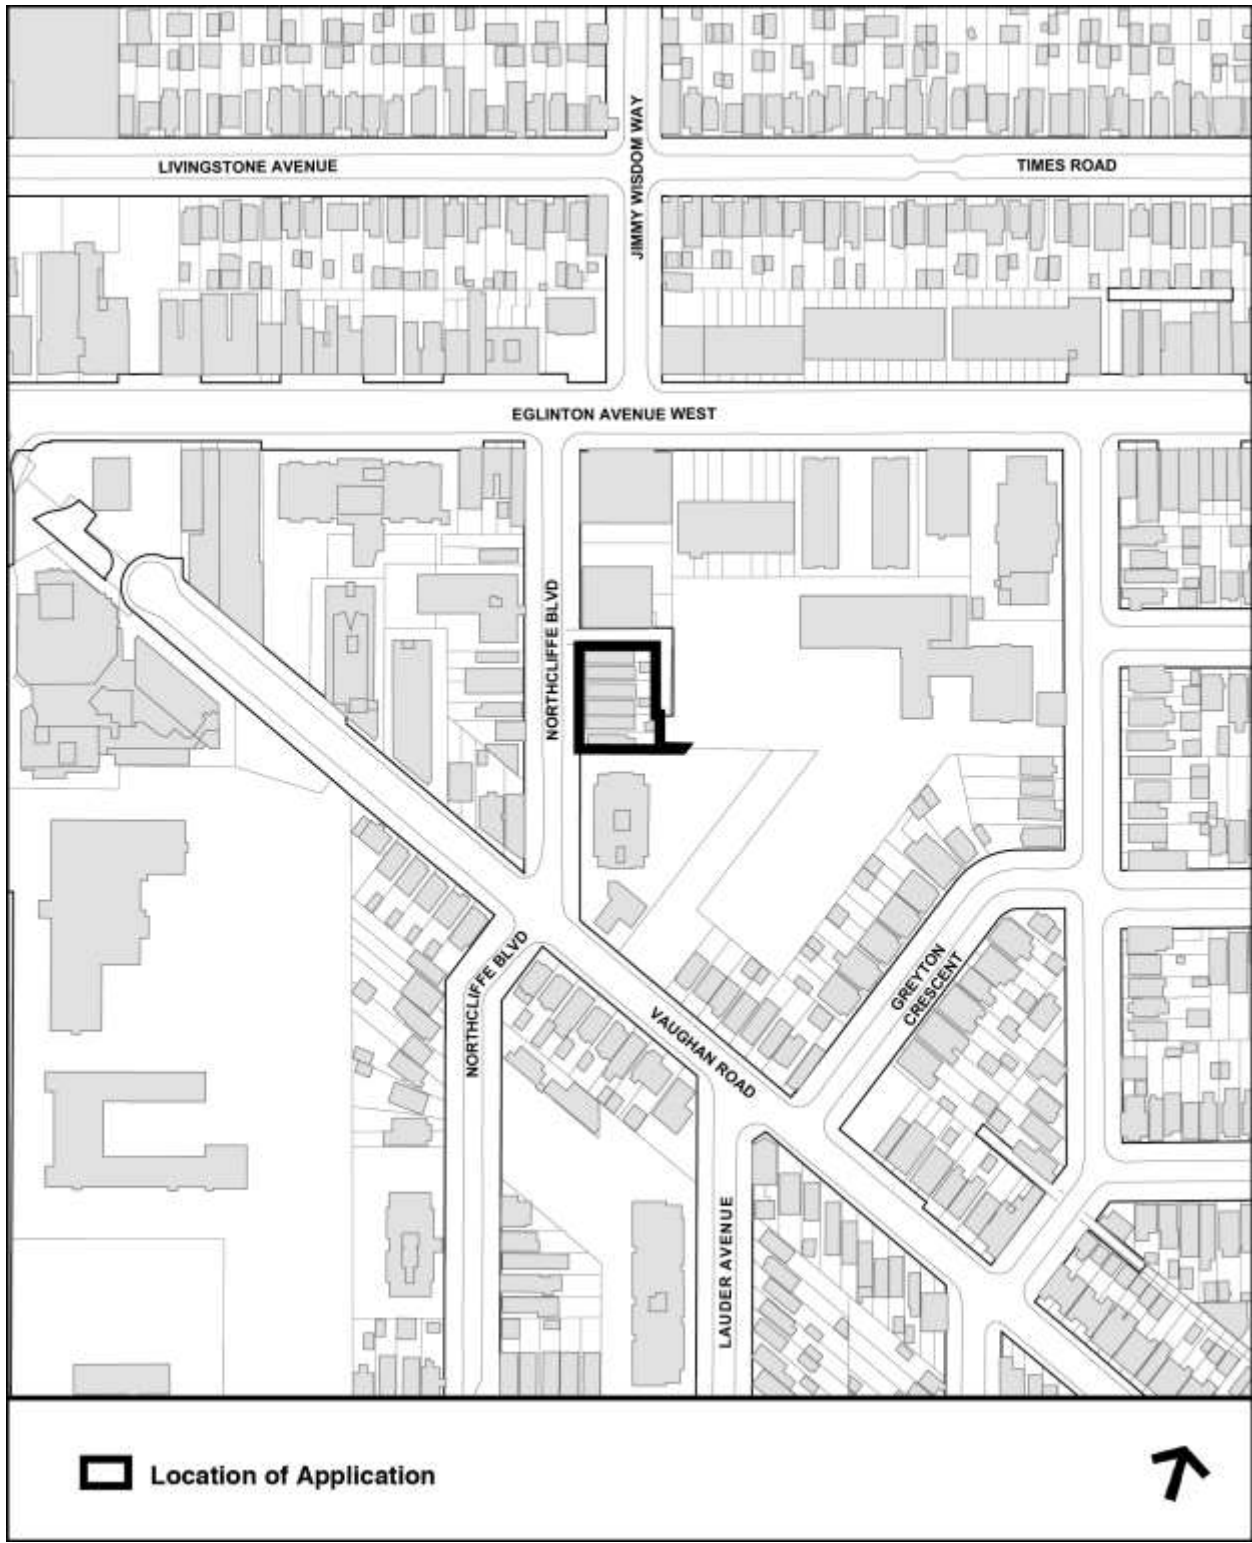 JIMMY WISDOM WAY
LIVINGSTONE AVENUE
TIMES ROAD
EGLINTON AVENUE WEST
NORTHCLIFFE BLVD
NORTHCLIFFE BLVD
GREYTON
CRESCENT
VAUGHAN ROAD
LAUDER AVENUE
Location of Application